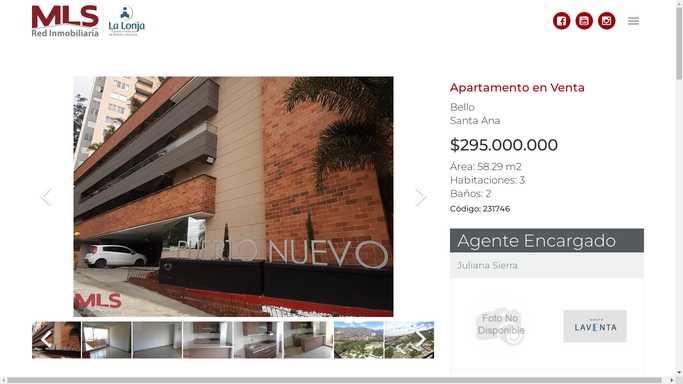 MLS
Red Inmobiliaria
La Lonja
Apartamento en Venta
Bello
Santa Ana
$295.000.000
Área: 58.29 m2
Habitaciones: 3
Baños: 2
Código: 231746
PUERTO NUEVO
MLS
Agente Encargado
Juliana Sierra
Foto No
Disponible
LAVENTA